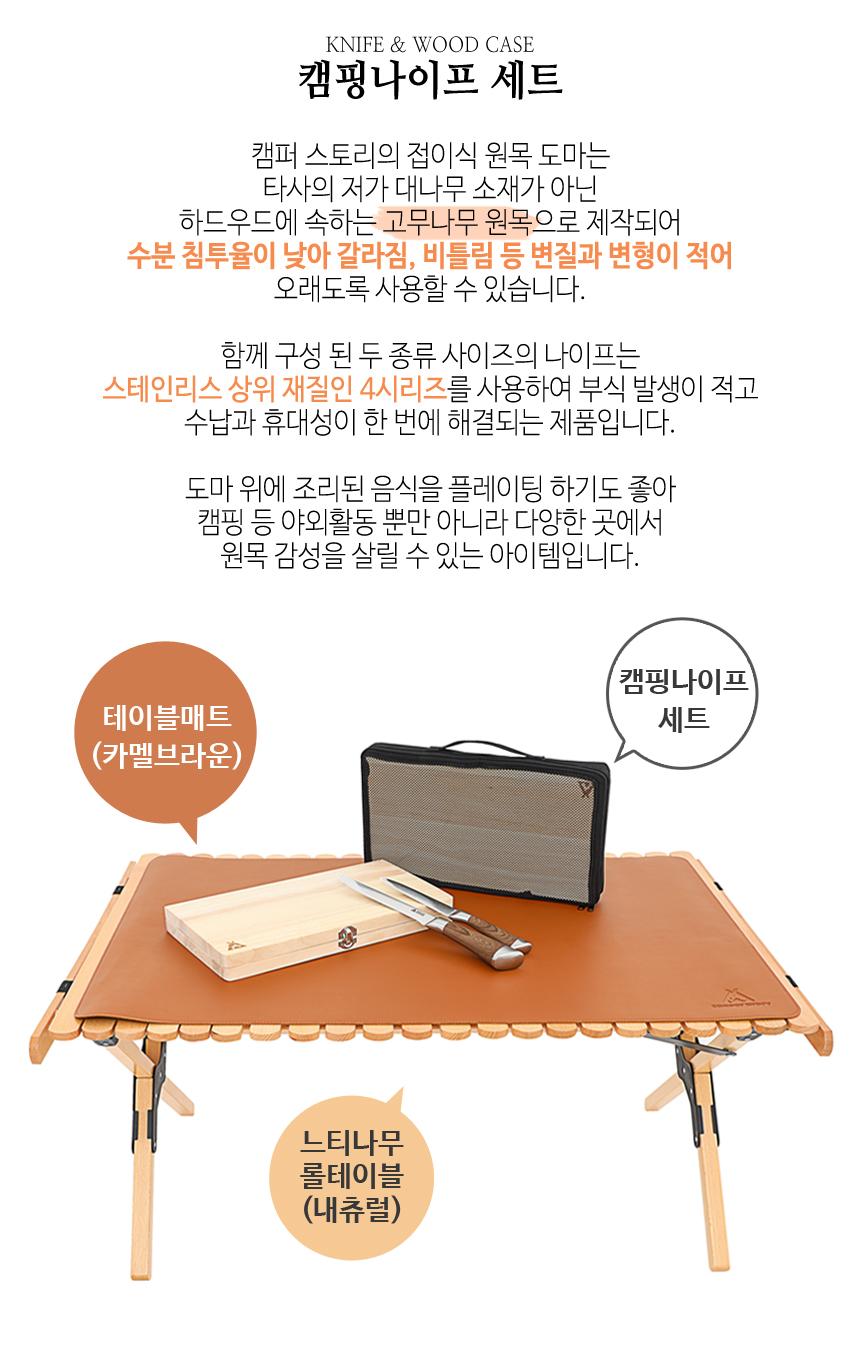 KNIFE & WOOD CASE
캠핑나이프 세트
캠퍼 스토리의 접이식 원목 도마는
타사의 저가 대나무 소재가 아닌
하드우드에 속하는 고무나무 원목으로 제작되어
수분 침투율이 낮아 갈라짐, 비틀림 등 변질과 변형이 적어
오래도록 사용할 수 있습니다.
함께 구성 된 두 종류 사이즈의 나이프는
스테인리스 상위 재질인 4시리즈를 사용하여 부식 발생이 적고
수납과 휴대성이 한 번에 해결되는 제품입니다.
도마 위에 조리된 음식을 플레이팅 하기도 좋아
캠핑 등 야외활동 뿐만 아니라 다양한 곳에서
원목 감성을 살릴 수 있는 아이템입니다.
캠핑나이프
세트
테이블매트
(카멜브라운)
느티나무
롤테이블
(내츄럴)